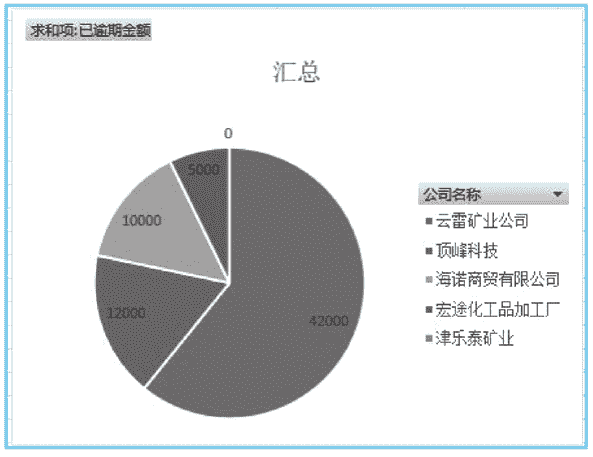 求和项:已逾期金额
汇总
0
5000
10000
12000
42000
公司名称
云雷矿业公司
顶峰科技
海诺商贸有限公司
宏途化工品加工厂
津乐泰矿业